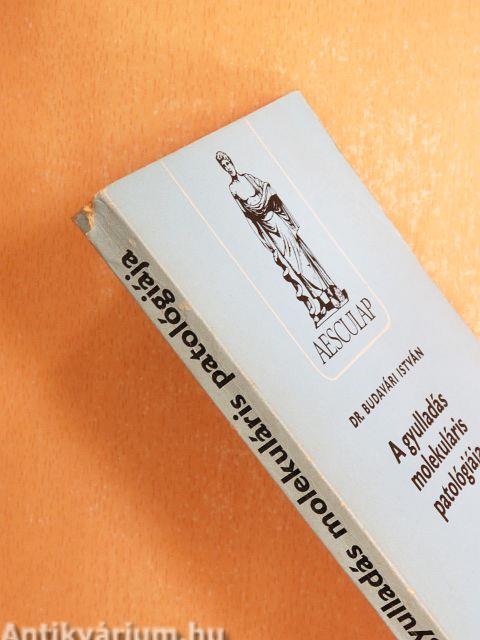 AESCULAP
DR. BUDAVÁRI ISTVÁN
A gyulladás
molekuláris
patológiája
gyulladás molekuláris patológiája
Antikvárium.hu